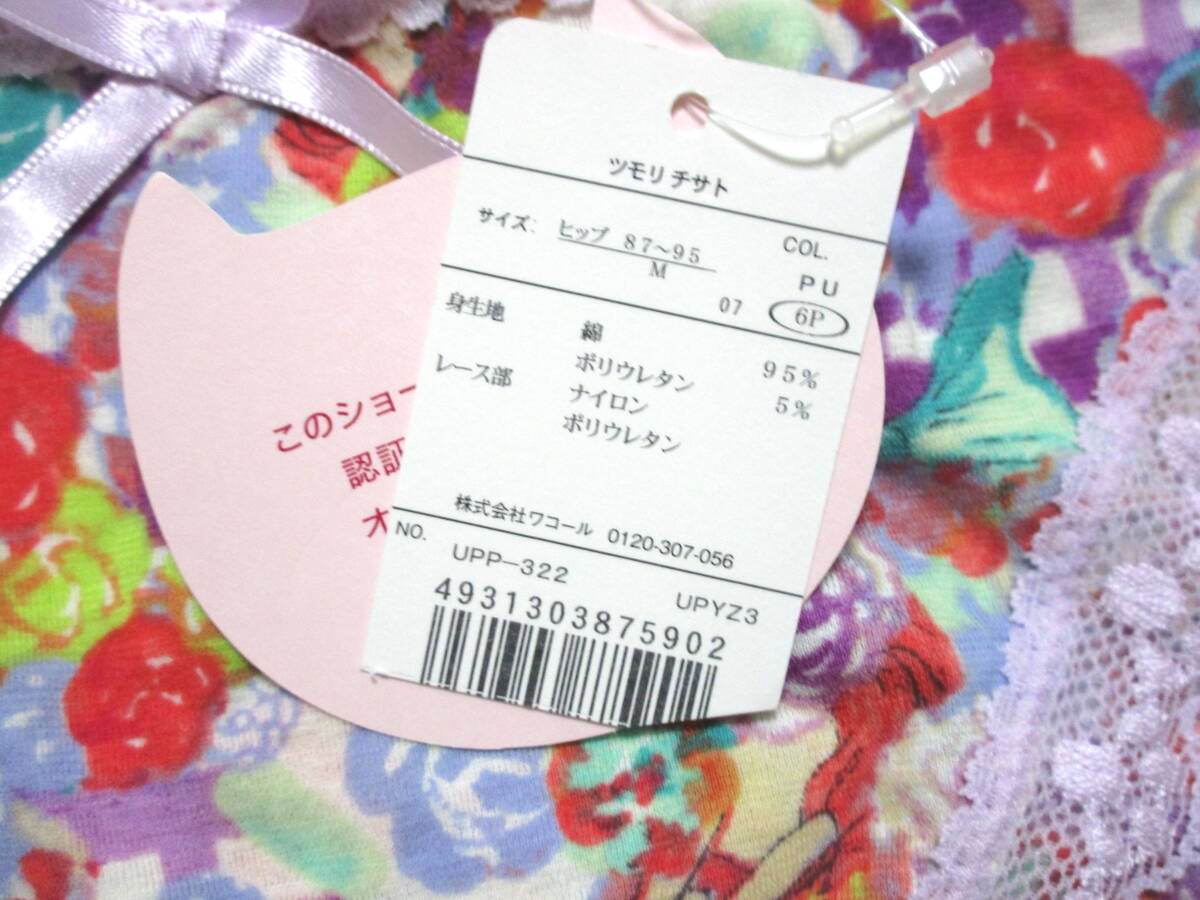 ツモリ チサト
サイズ: ヒップ 87~95
M
COL.
PU
07 6P
身生地 綿 95%
ポリウレタン 5%
レース部 ナイロン
ポリウレタン
株式会社ワコール 0120-307-056
NO.
UPP-322
UPYZ3
4931303875902
このショー
認証
オ